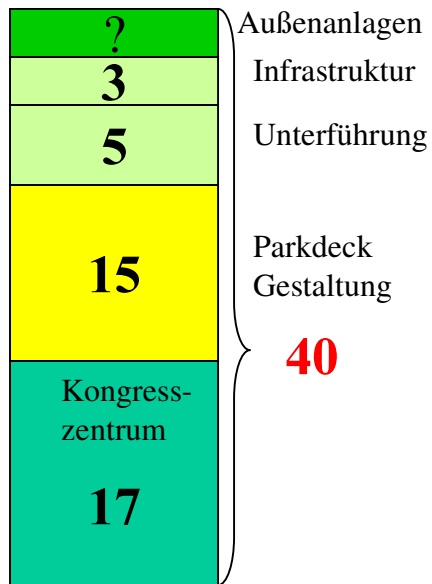 ?
Außenanlagen
3
Infrastruktur
5
Unterführung
15
Parkdeck
Gestaltung
40
Kongress-
zentrum
17